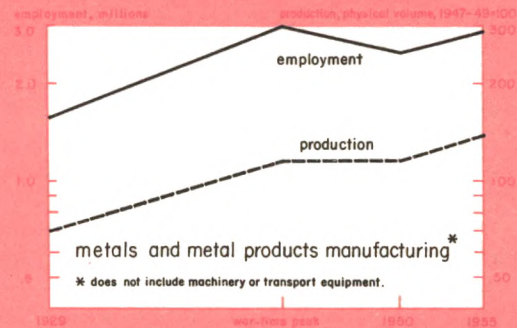 employment, millions production, physical volume, 1947-49=100
3.0 300
employment
2.0 200
production
1.0 100
metals and metal products manufacturing*
* does not include machinery or transport equipment.
.5 50
1929 war-time peak 1950 1955